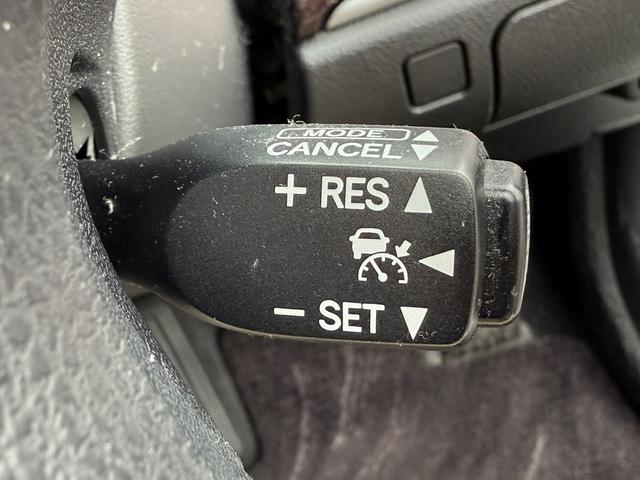 MODE
CANCEL
+ RES
− SET